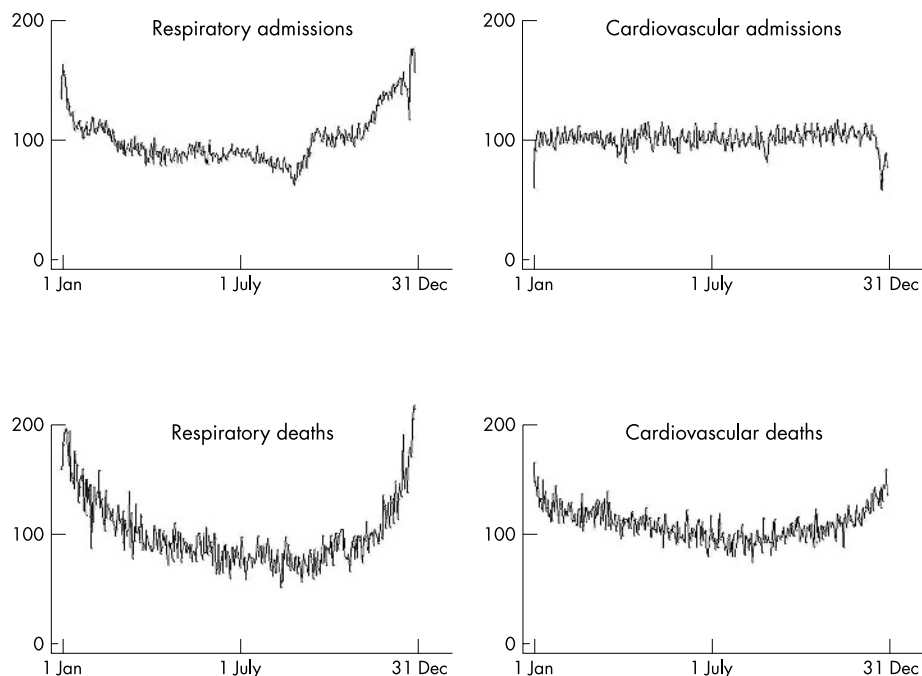 Respiratory admissions
200
100
0
1 Jan 1 July 31 Dec
Cardiovascular admissions
200
100
0
1 Jan 1 July 31 Dec
Respiratory deaths
200
100
0
1 Jan 1 July 31 Dec
Cardiovascular deaths
200
100
0
1 Jan 1 July 31 Dec